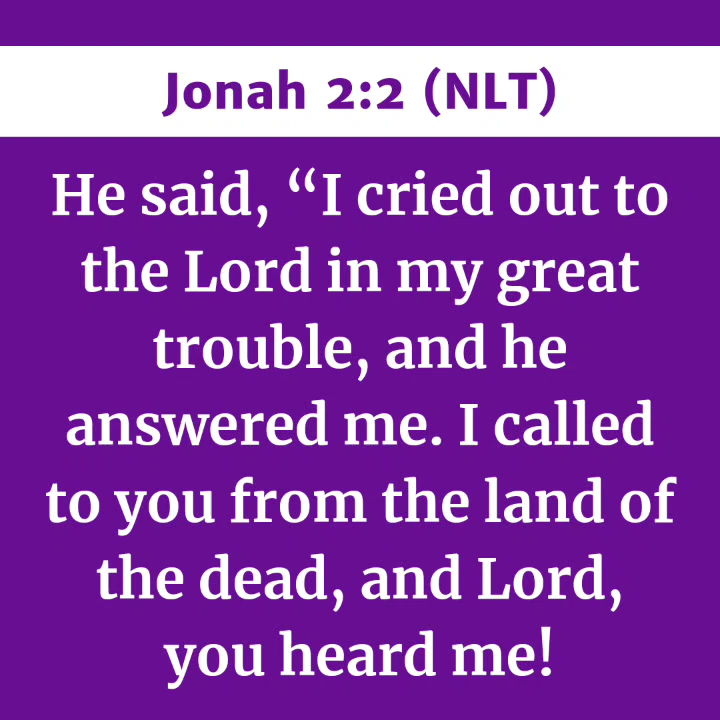 Jonah 2:2 (NLT)
He said, “I cried out to
the Lord in my great
trouble, and he
answered me. I called
to you from the land of
the dead, and Lord,
you heard me!